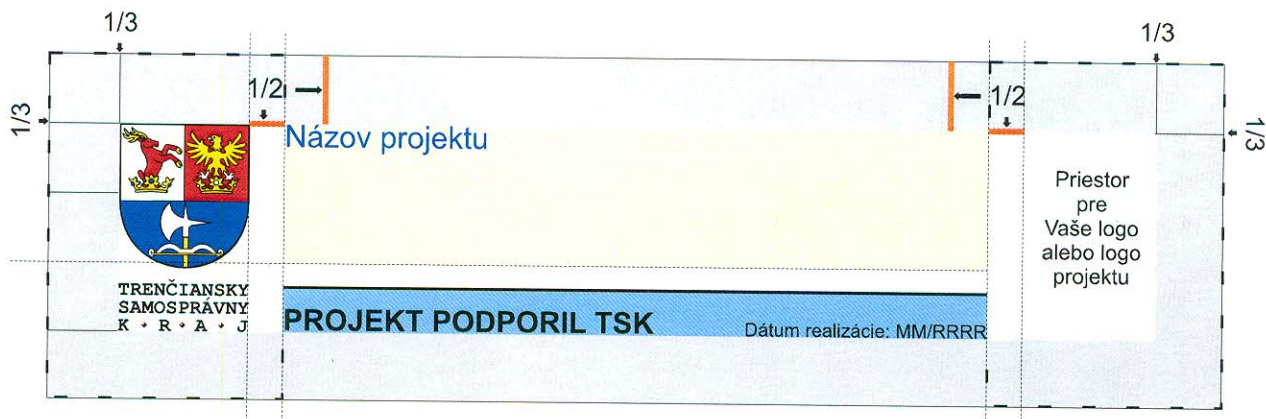 1/3
1/3
1/3
1/2
1/2
1/3
Názov projektu
Priestor
pre
Vaše logo
alebo logo
projektu
TRENČIANSKY
SAMOSPRÁVNY
K • R • A • J
PROJEKT PODPORIL TSK
Dátum realizácie: MM/RRRR